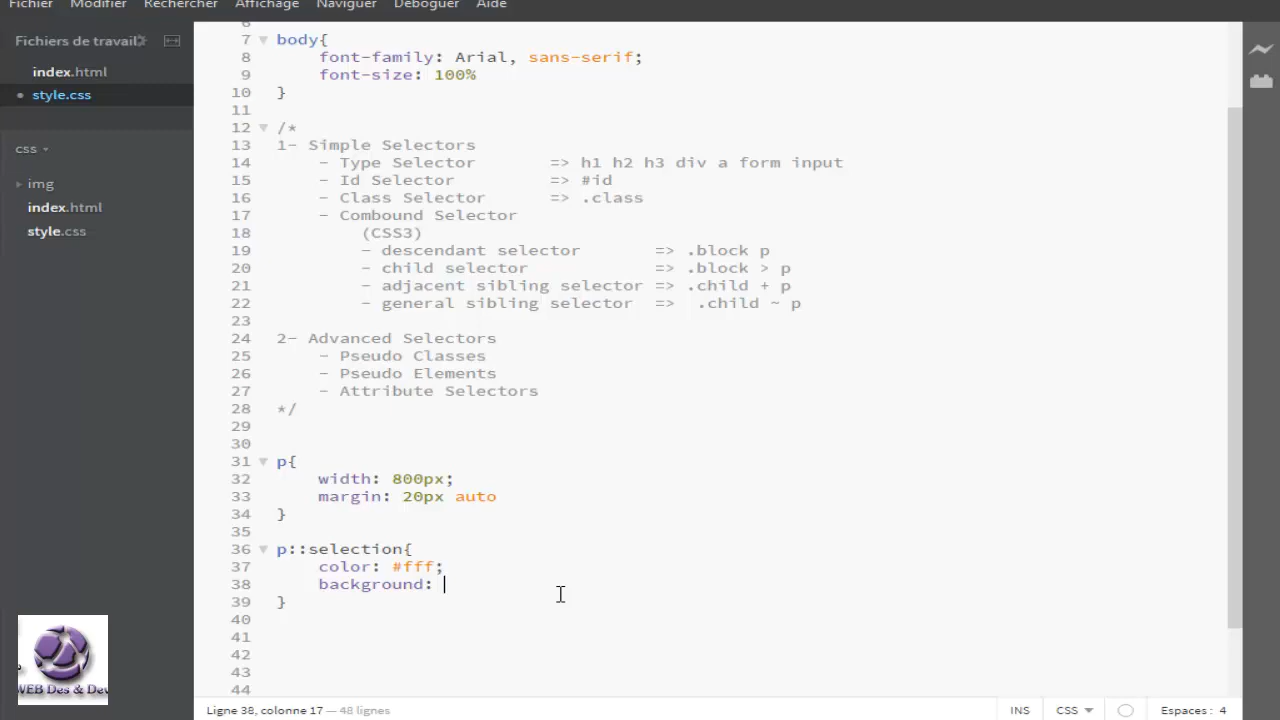 Fichier Modifier Rechercher Affichage Naviguer Déboguer Aide
Fichiers de travail
index.html
style.css
css
img
index.html
style.css
6
7 body{
8 font-family: Arial, sans-serif;
9 font-size: 100%
10 }
11
12 /*
13 1- Simple Selectors
14 - Type Selector => h1 h2 h3 div a form input
15 - Id Selector => #id
16 - Class Selector => .class
17 - Combound Selector
18 (CSS3)
19 - descendant selector => .block p
20 - child selector => .block > p
21 - adjacent sibling selector => .child + p
22 - general sibling selector => .child ~ p
23
24 2- Advanced Selectors
25 - Pseudo Classes
26 - Pseudo Elements
27 - Attribute Selectors
28 */
29
30
31 p{
32 width: 800px;
33 margin: 20px auto
34 }
35
36 p::selection{
37 color: #fff;
38 background:
39 }
40
41
42
43
44
WEB Des & Dev
Ligne 38, colonne 17 — 48 lignes
INS CSS Espaces : 4